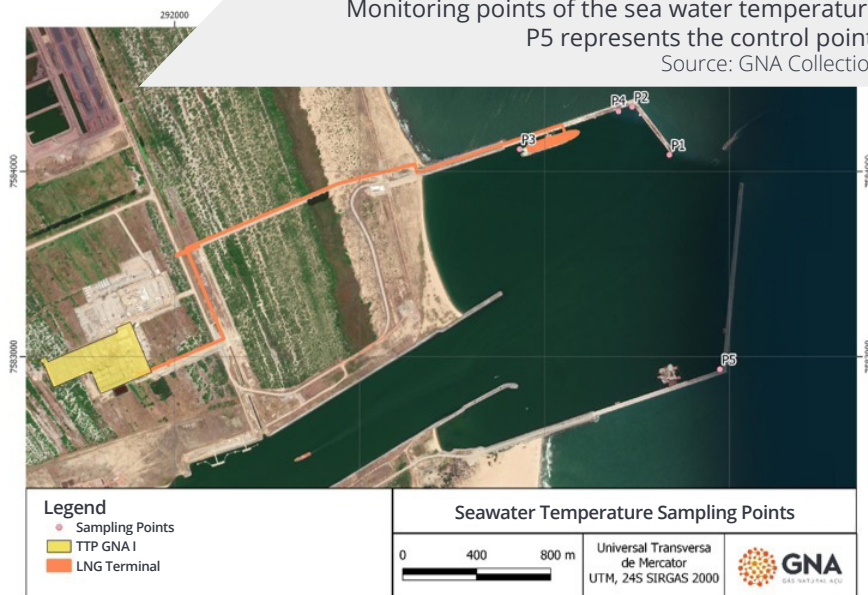 Monitoring points of the sea water temperatur
P5 represents the control point
Source: GNA Collectio
292000
7584000
7583000
P4
P2
P3
P1
P5
Legend
Sampling Points
TTP GNA I
LNG Terminal
Seawater Temperature Sampling Points
0 400 800 m
Universal Transversa
de Mercator
UTM, 24S SIRGAS 2000
GNA
GÁS NATURAL AÇU